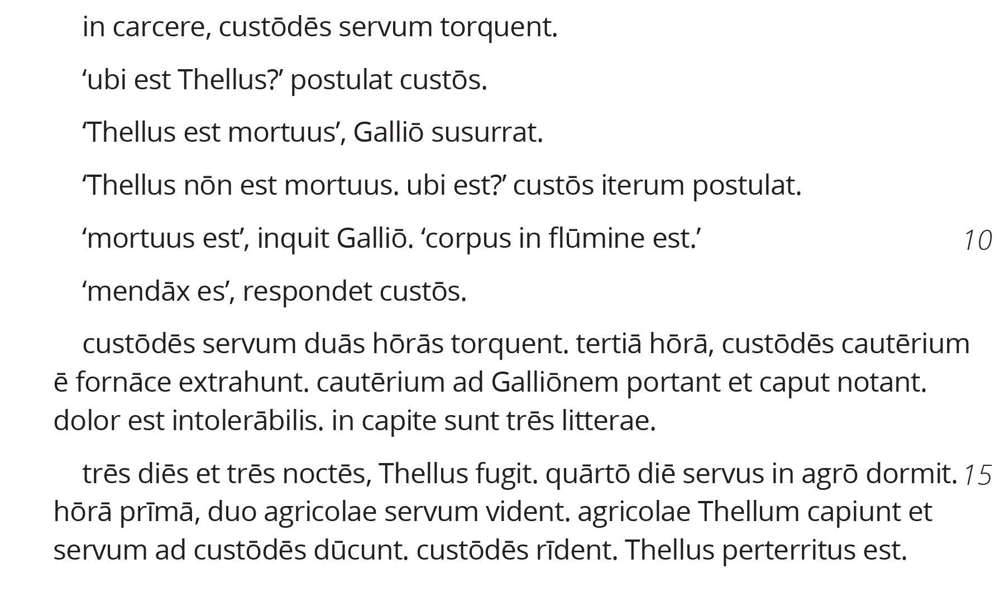 in carcere, custōdēs servum torquent.
‘ubi est Thellus?’ postulat custōs.
‘Thellus est mortuus’, Galliō susurrat.
‘Thellus nōn est mortuus. ubi est?’ custōs iterum postulat.
‘mortuus est’, inquit Galliō. ‘corpus in flūmine est.’ 10
‘mendāx es’, respondet custōs.
custōdēs servum duās hōrās torquent. tertiā hōrā, custōdēs cautērium
ē fornāce extrahunt. cautērium ad Galliōnem portant et caput notant.
dolor est intolerābilis. in capite sunt trēs litterae.
trēs diēs et trēs noctēs, Thellus fugit. quārtō diē servus in agrō dormit. 15
hōrā prīmā, duo agricolae servum vident. agricolae Thellum capiunt et
servum ad custōdēs dūcunt. custōdēs rīdent. Thellus perterritus est.